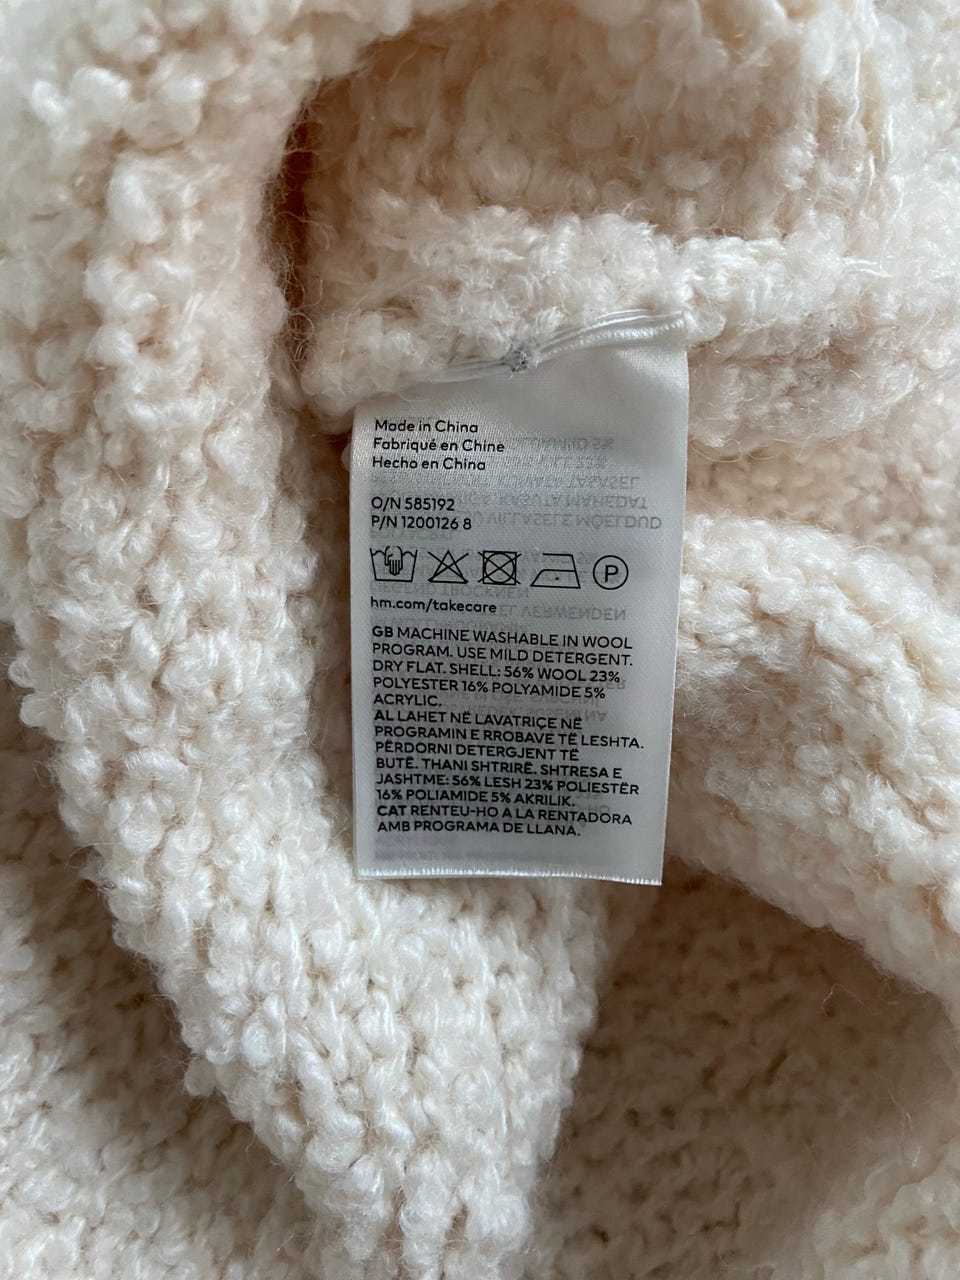 Made in China
Fabriqué en Chine
Hecho en China
O/N 585192
P/N 1200126 8
P
hm.com/takecare
GB MACHINE WASHABLE IN WOOL
PROGRAM. USE MILD DETERGENT.
DRY FLAT. SHELL: 56% WOOL 23%
POLYESTER 16% POLYAMIDE 5%
ACRYLIC.
AL LAHET NË LAVATRIÇE NË
PROGRAMIN E RROBAVE TË LESHTA.
PËRDORNI DETERGJENT TË
BUTË. THANI SHTRIRË. SHTRESA E
JASHTME: 56% LESH 23% POLIESTËR
16% POLIAMIDE 5% AKRILIK.
CAT RENTEU-HO A LA RENTADORA
AMB PROGRAMA DE LLANA.